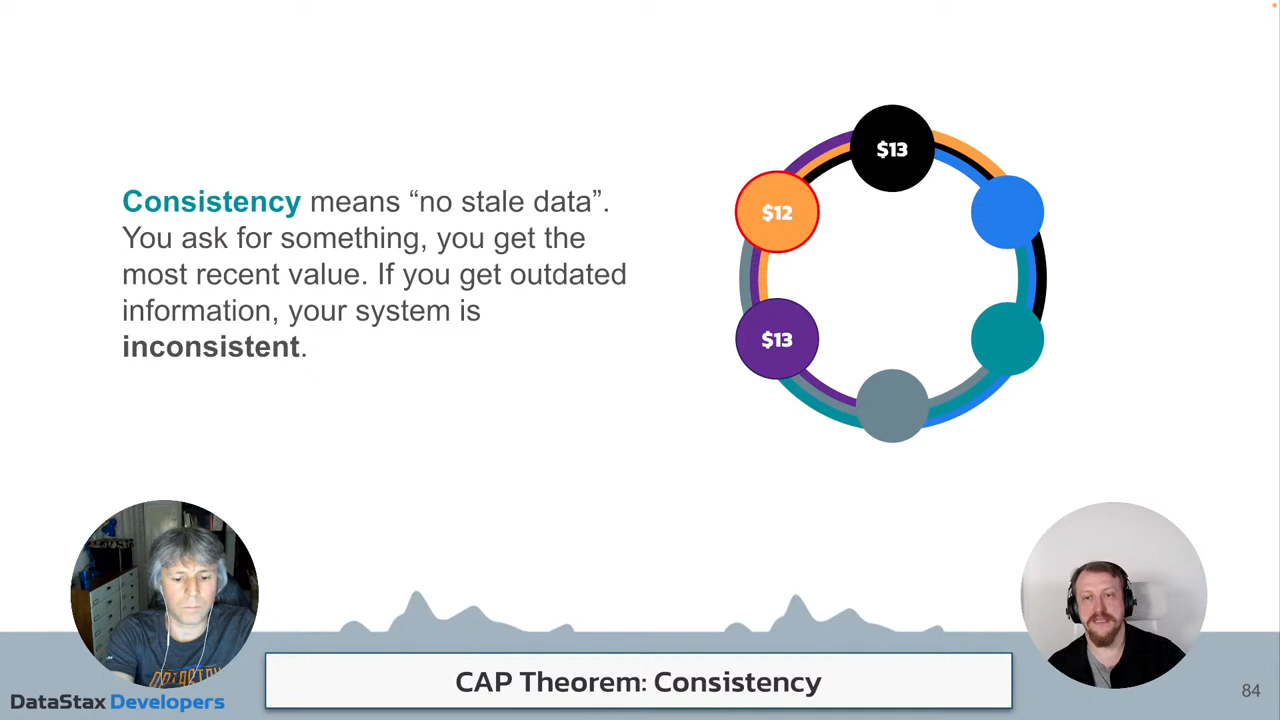 Consistency means “no stale data”.
You ask for something, you get the
most recent value. If you get outdated
information, your system is
inconsistent.
$13
$12
$13
CAP Theorem: Consistency
DataStax Developers
84